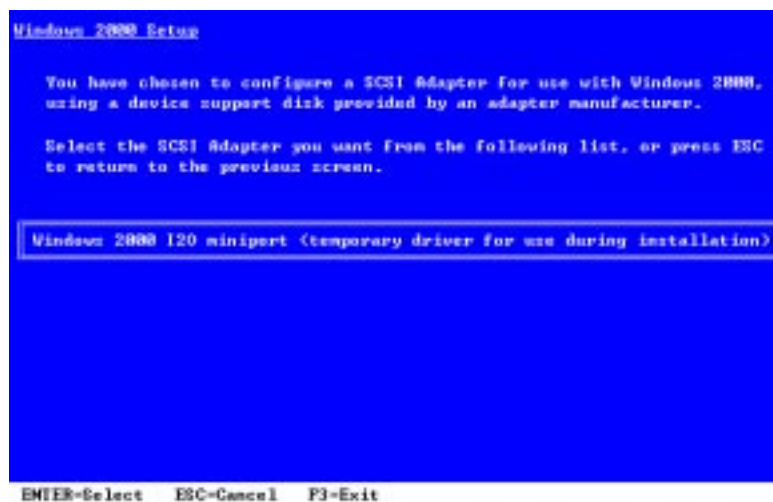 Windows 2000 Setup
You have chosen to configure a SCSI Adapter for use with Windows 2000,
using a device support disk provided by an adapter manufacturer.
Select the SCSI Adapter you want from the following list, or press ESC
to return to the previous screen.
Windows 2000 I2O miniport (temporary driver for use during installation)
ENTER=Select ESC=Cancel F3=Exit